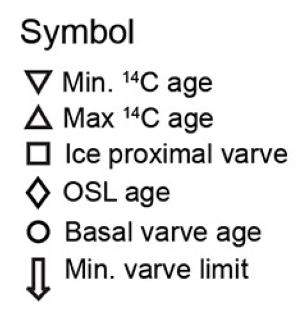 Symbol
Min. ¹⁴C age
Max ¹⁴C age
Ice proximal varve
OSL age
Basal varve age
Min. varve limit